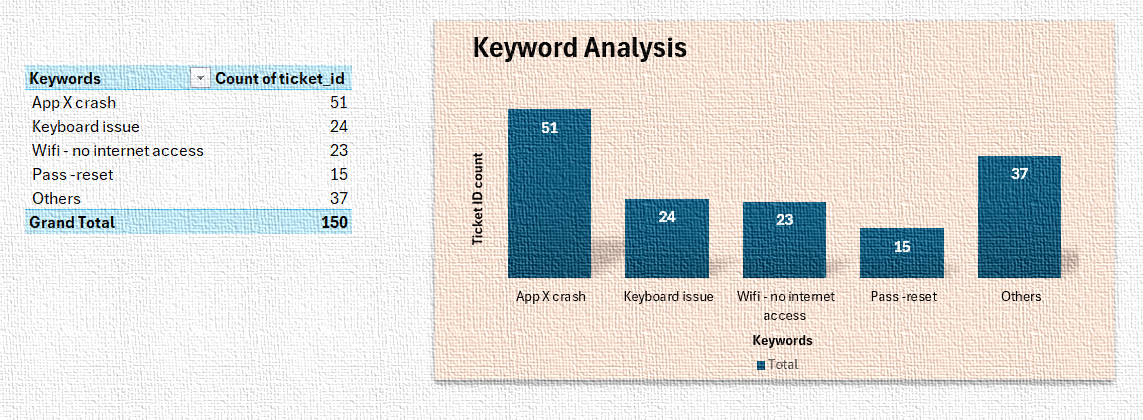 Keywords Count of ticket_id
App X crash 51
Keyboard issue 24
Wifi - no internet access 23
Pass -reset 15
Others 37
Grand Total 150
Keyword Analysis
Ticket ID count
51
24
23
15
37
App X crash
Keyboard issue
Wifi - no internet
access
Pass -reset
Others
Keywords
Total